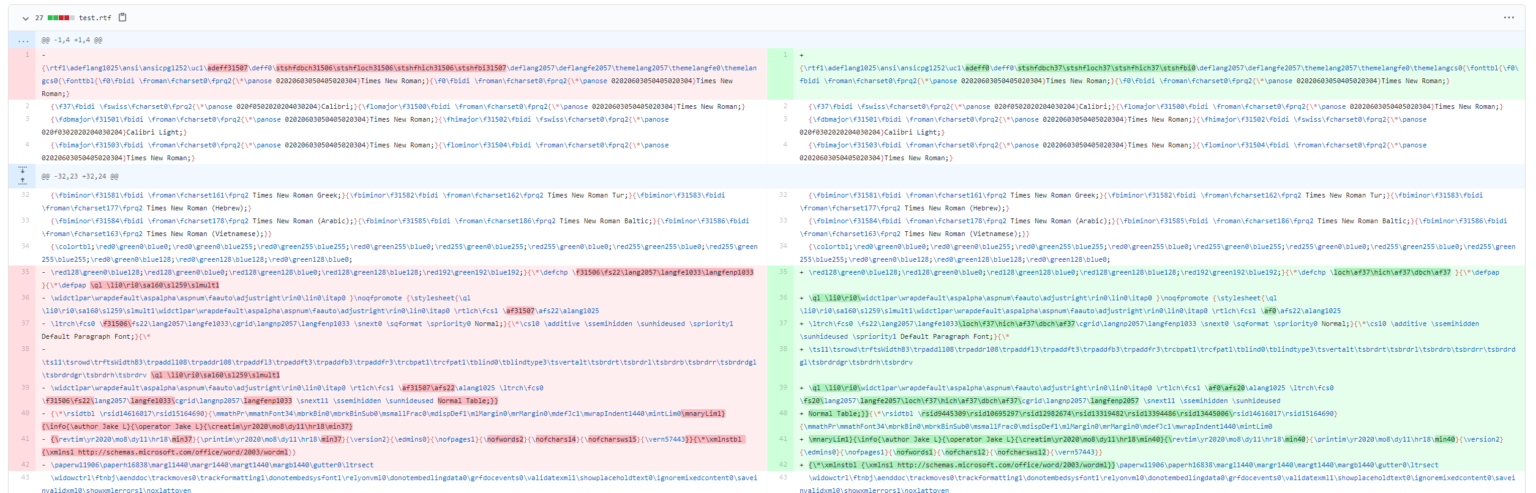 27 test.rtf
@@ -1,4 +1,4 @@
1 -
{\rtf1\adeflang1025\ansi\ansicpg1252\uc1\adeff31507\deff0\stshfdbch31506\stshfloch31506\stshfhich31506\stshfbi31507\deflang2057\deflangfe2057\themelang2057\themelangfe0\themelan
gcs0{\fonttbl{\f0\fbidi \froman\fcharset0\fprq2{\*\panose 02020603050405020304}Times New Roman;}{\f0\fbidi \froman\fcharset0\fprq2{\*\panose 02020603050405020304}Times New
Roman;}
2 {\f37\fbidi \fswiss\fcharset0\fprq2{\*\panose 020f0502020204030204}Calibri;}{\flomajor\f31500\fbidi \froman\fcharset0\fprq2{\*\panose 02020603050405020304}Times New Roman;}
3 {\fdbmajor\f31501\fbidi \froman\fcharset0\fprq2{\*\panose 02020603050405020304}Times New Roman;}{\fhimajor\f31502\fbidi \fswiss\fcharset0\fprq2{\*\panose
020f0302020204030204}Calibri Light;}
4 {\fbimajor\f31503\fbidi \froman\fcharset0\fprq2{\*\panose 02020603050405020304}Times New Roman;}{\flominor\f31504\fbidi \froman\fcharset0\fprq2{\*\panose
02020603050405020304}Times New Roman;}
1 +
{\rtf1\adeflang1025\ansi\ansicpg1252\uc1\adeff0\deff0\stshfdbch37\stshfloch37\stshfhich37\stshfbi0\deflang2057\deflangfe2057\themelang2057\themelangfe0\themelangcs0{\fonttbl{\f0\
fbidi \froman\fcharset0\fprq2{\*\panose 02020603050405020304}Times New Roman;}{\f0\fbidi \froman\fcharset0\fprq2{\*\panose 02020603050405020304}Times New Roman;}
2 {\f37\fbidi \fswiss\fcharset0\fprq2{\*\panose 020f0502020204030204}Calibri;}{\flomajor\f31500\fbidi \froman\fcharset0\fprq2{\*\panose 02020603050405020304}Times New Roman;}
3 {\fdbmajor\f31501\fbidi \froman\fcharset0\fprq2{\*\panose 02020603050405020304}Times New Roman;}{\fhimajor\f31502\fbidi \fswiss\fcharset0\fprq2{\*\panose
020f0302020204030204}Calibri Light;}
4 {\fbimajor\f31503\fbidi \froman\fcharset0\fprq2{\*\panose 02020603050405020304}Times New Roman;}{\flominor\f31504\fbidi \froman\fcharset0\fprq2{\*\panose
02020603050405020304}Times New Roman;}
@@ -32,23 +32,24 @@
32 {\fbiminor\f31581\fbidi \froman\fcharset161\fprq2 Times New Roman Greek;}{\fbiminor\f31582\fbidi \froman\fcharset162\fprq2 Times New Roman Tur;}{\fbiminor\f31583\fbidi
\froman\fcharset177\fprq2 Times New Roman (Hebrew);}
33 {\fbiminor\f31584\fbidi \froman\fcharset178\fprq2 Times New Roman (Arabic);}{\fbiminor\f31585\fbidi \froman\fcharset186\fprq2 Times New Roman Baltic;}{\fbiminor\f31586\fbidi
\froman\fcharset163\fprq2 Times New Roman (Vietnamese);}}
34 {\colortbl;\red0\green0\blue0;\red0\green0\blue255;\red0\green255\blue255;\red0\green255\blue0;\red255\green0\blue255;\red255\green0\blue0;\red255\green255\blue0;\red255\green
255\blue255;\red0\green0\blue128;\red0\green128\blue128;\red0\green128\blue0;
35 - \red128\green0\blue128;\red128\green0\blue0;\red128\green128\blue0;\red128\green128\blue128;\red192\green192\blue192;}{\*\defchp \f31506\fs22\lang2057\langfe1033\langfenp1033
}{\*\defpap \ql \li0\ri0\sa160\sl259\slmult1
36 - \widctlpar\wrapdefault\aspalpha\aspnum\faauto\adjustright\rin0\lin0\itap0 }\noqfpromote {\stylesheet{\ql
\li0\ri0\sa160\sl259\slmult1\widctlpar\wrapdefault\aspalpha\aspnum\faauto\adjustright\rin0\lin0\itap0 \rtlch\fcs1 \af31507\afs22\alang1025
37 - \ltrch\fcs0 \f31506\fs22\lang2057\langfe1033\cgrid\langnp2057\langfenp1033 \snext0 \sqformat \spriority0 Normal;}{\*\cs10 \additive \ssemihidden \sunhideused \spriority1
Default Paragraph Font;}{\*
38 -
\ts11\tsrowd\trftsWidthB3\trpaddl108\trpaddr108\trpaddfl3\trpaddft3\trpaddfb3\trpaddfr3\trcbpat1\trcfpat1\tblind0\tblindtype3\tsvertalt\tsbrdrt\tsbrdrl\tsbrdrb\tsbrdrr\tsbrdrdgl
\tsbrdrdgr\tsbrdrh\tsbrdrv \ql \li0\ri0\sa160\sl259\slmult1
39 - \widctlpar\wrapdefault\aspalpha\aspnum\faauto\adjustright\rin0\lin0\itap0 \rtlch\fcs1 \af31507\afs22\alang1025 \ltrch\fcs0
\f31506\fs22\lang2057\langfe1033\cgrid\langnp2057\langfenp1033 \snext11 \ssemihidden \sunhideused Normal Table;}}
40 - {\*\rsidtbl \rsid14616017\rsid15164690}{\mmathPr\mmathFont34\mbrkBin0\mbrkBinSub0\msmallFrac0\mdispDef1\mlMargin0\mrMargin0\mdefJc1\mwrapIndent1440\mintLim0\mnaryLim1}
{\info{\author Jake L}{\operator Jake L}{\creatim\yr2020\mo8\dy11\hr18\min37}
41 - {\revtim\yr2020\mo8\dy11\hr18\min37}{\printim\yr2020\mo8\dy11\hr18\min37}{\version2}{\edmins0}{\nofpages1}{\nofwords2}{\nofchars14}{\nofcharsws15}{\vern57443}}{\*\xmlnstbl
{\xmlns1 http://schemas.microsoft.com/office/word/2003/wordml}}
42 - \paperw11906\paperh16838\margl1440\margr1440\margt1440\margb1440\gutter0\ltrsect
43 \widowctrl\ftnbj\aenddoc\trackmoves0\trackformatting1\donotembedsysfont1\relyonvml0\donotembedlingdata0\grfdocevents0\validatexml1\showplaceholdtext0\ignoremixedcontent0\savei
nvalidxml0\showxmlerrors1\noxlattoyen
32 {\fbiminor\f31581\fbidi \froman\fcharset161\fprq2 Times New Roman Greek;}{\fbiminor\f31582\fbidi \froman\fcharset162\fprq2 Times New Roman Tur;}{\fbiminor\f31583\fbidi
\froman\fcharset177\fprq2 Times New Roman (Hebrew);}
33 {\fbiminor\f31584\fbidi \froman\fcharset178\fprq2 Times New Roman (Arabic);}{\fbiminor\f31585\fbidi \froman\fcharset186\fprq2 Times New Roman Baltic;}{\fbiminor\f31586\fbidi
\froman\fcharset163\fprq2 Times New Roman (Vietnamese);}}
34 {\colortbl;\red0\green0\blue0;\red0\green0\blue255;\red0\green255\blue255;\red0\green255\blue0;\red255\green0\blue255;\red255\green0\blue0;\red255\green255\blue0;\red255\green
255\blue255;\red0\green0\blue128;\red0\green128\blue128;\red0\green128\blue0;
35 + \red128\green0\blue128;\red128\green0\blue0;\red128\green128\blue0;\red128\green128\blue128;\red192\green192\blue192;}{\*\defchp \loch\af37\hich\af37\dbch\af37 }{\*\defpap
36 + \ql \li0\ri0\widctlpar\wrapdefault\aspalpha\aspnum\faauto\adjustright\rin0\lin0\itap0 }\noqfpromote {\stylesheet{\ql
\li0\ri0\sa160\sl259\slmult1\widctlpar\wrapdefault\aspalpha\aspnum\faauto\adjustright\rin0\lin0\itap0 \rtlch\fcs1 \af0\afs22\alang1025
37 + \ltrch\fcs0 \fs22\lang2057\langfe1033\loch\f37\hich\af37\dbch\af37\cgrid\langnp2057\langfenp1033 \snext0 \sqformat \spriority0 Normal;}{\*\cs10 \additive \ssemihidden
\sunhideused \spriority1 Default Paragraph Font;}{\*
38 + \ts11\tsrowd\trftsWidthB3\trpaddl108\trpaddr108\trpaddfl3\trpaddft3\trpaddfb3\trpaddfr3\trcbpat1\trcfpat1\tblind0\tblindtype3\tsvertalt\tsbrdrt\tsbrdrl\tsbrdrb\tsbrdrr\tsbrdrd
gl\tsbrdrdgr\tsbrdrh\tsbrdrv
39 + \ql \li0\ri0\widctlpar\wrapdefault\aspalpha\aspnum\faauto\adjustright\rin0\lin0\itap0 \rtlch\fcs1 \af0\afs20\alang1025 \ltrch\fcs0
\fs20\lang2057\langfe2057\loch\f37\hich\af37\dbch\af37\cgrid\langnp2057\langfenp2057 \snext11 \ssemihidden \sunhideused
40 + Normal Table;}}{\*\rsidtbl \rsid9445309\rsid10695297\rsid12982674\rsid13319482\rsid13394486\rsid13445006\rsid14616017\rsid15164690}
{\mmathPr\mmathFont34\mbrkBin0\mbrkBinSub0\msmallFrac0\mdispDef1\mlMargin0\mrMargin0\mdefJc1\mwrapIndent1440\mintLim0
41 + \mnaryLim1}{\info{\author Jake L}{\operator Jake L}{\creatim\yr2020\mo8\dy11\hr18\min40}{\revtim\yr2020\mo8\dy11\hr18\min40}{\printim\yr2020\mo8\dy11\hr18\min40}{\version2}
{\edmins0}{\nofpages1}{\nofwords1}{\nofchars12}{\nofcharsws12}{\vern57443}}
42 + {\*\xmlnstbl {\xmlns1 http://schemas.microsoft.com/office/word/2003/wordml}}\paperw11906\paperh16838\margl1440\margr1440\margt1440\margb1440\gutter0\ltrsect
43 \widowctrl\ftnbj\aenddoc\trackmoves0\trackformatting1\donotembedsysfont1\relyonvml0\donotembedlingdata0\grfdocevents0\validatexml1\showplaceholdtext0\ignoremixedcontent0\savei
nvalidxml0\showxmlerrors1\noxlattoyen